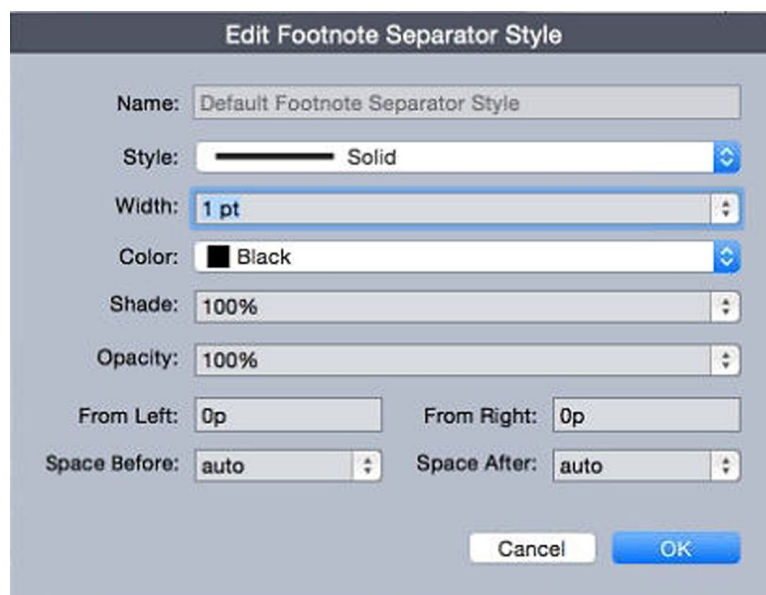 Edit Footnote Separator Style
Name: Default Footnote Separator Style
Style: Solid
Width: 1 pt
Color: Black
Shade: 100%
Opacity: 100%
From Left: 0p From Right: 0p
Space Before: auto Space After: auto
Cancel OK